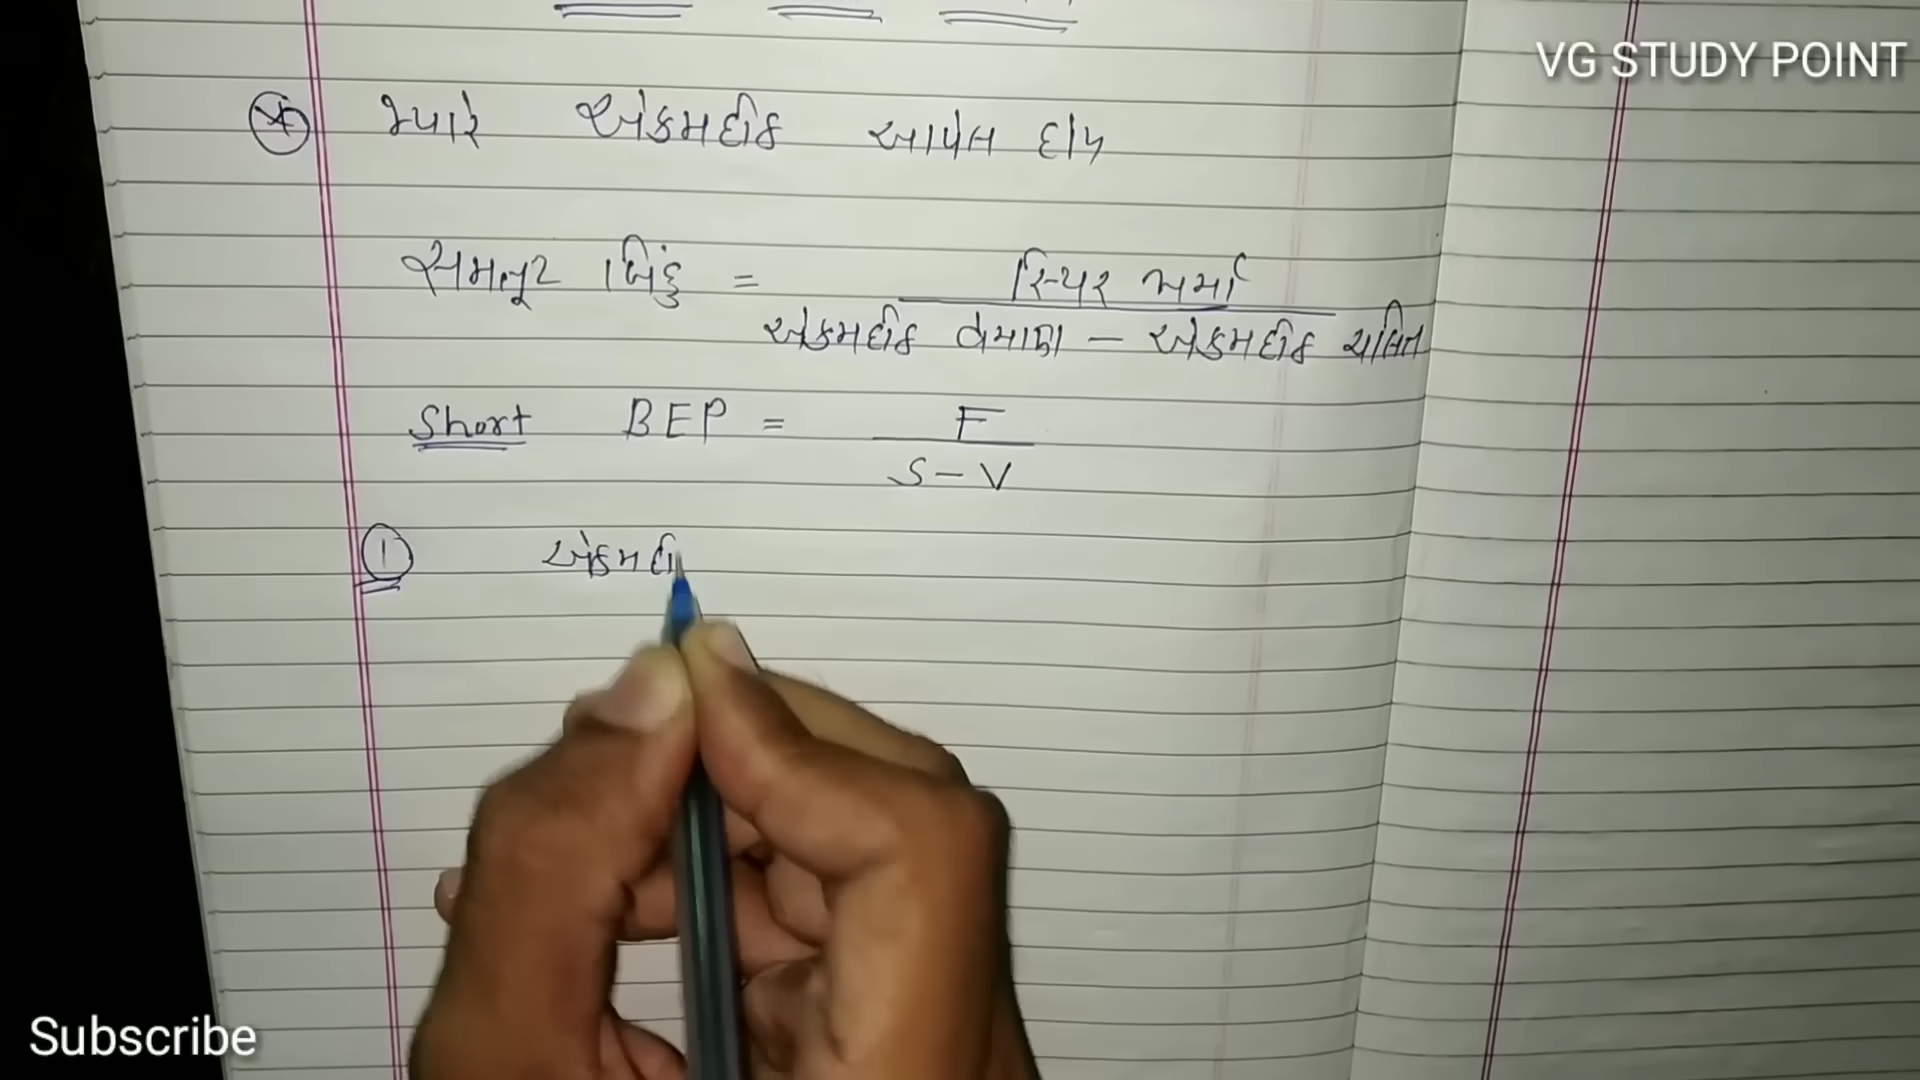 VG STUDY POINT
જ્યારે એકમદીઠ આપેલ હોય
સમતૂટ બિંદુ = સ્થિર ખર્ચા
એકમદીઠ વેચાણ – એકમદીઠ ચલિત
Short BEP = F
S – V
① એકમદી
Subscribe